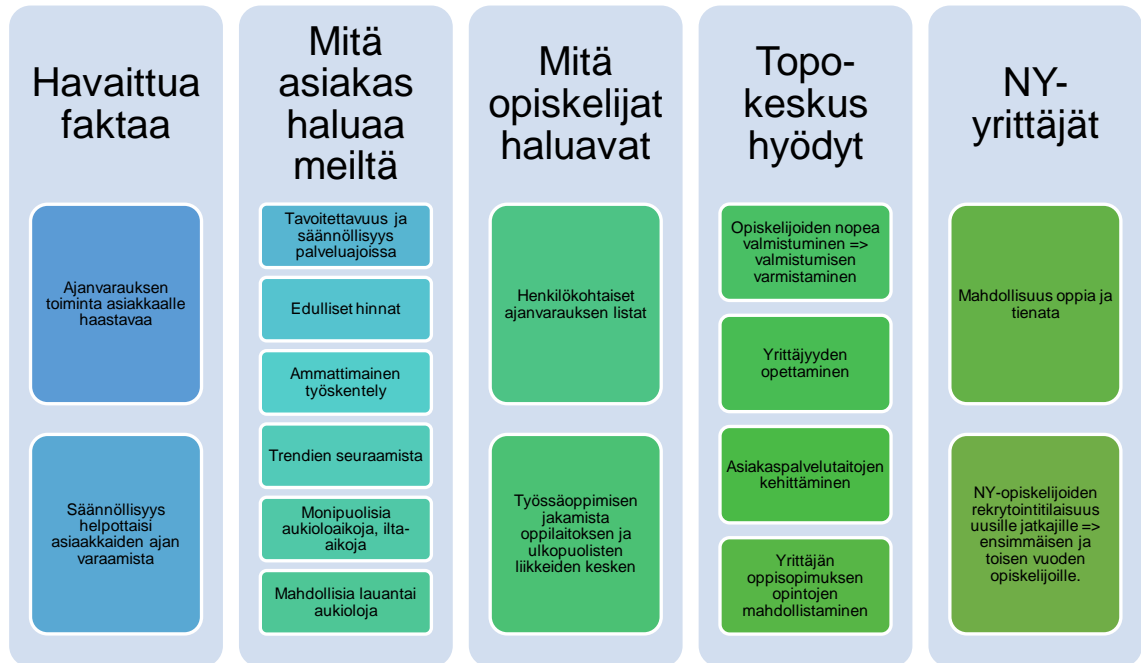 Havaittua
faktaa
Ajanvarauksen
toiminta asiakkaalle
haastavaa
Säännöllisyys
helpottaisi
asiaakkaiden ajan
varaamista
Mitä
asiakas
haluaa
meiltä
Tavoitettavuus ja
säännöllisyys
palveluajoissa
Edulliset hinnat
Ammattimainen
työskentely
Trendien seuraamista
Monipuolisia
aukioloaikoja, ilta-
aikoja
Mahdollisia lauantai
aukioloja
Mitä
opiskelijat
haluavat
Henkilökohtaiset
ajanvarauksen listat
Työssäoppimisen
jakamista
oppilaitoksen ja
ulkopuolisten
liikkeiden kesken
Topo-
keskus
hyödyt
Opiskelijoiden nopea
valmistuminen =>
valmistumisen
varmistaminen
Yrittäjyyden
opettaminen
Asiakaspalvelutaitojen
kehittäminen
Yrittäjän
oppisopimuksen
opintojen
mahdollistaminen
NY-
yrittäjät
Mahdollisuus oppia ja
tienata
NY-opiskelijoiden
rekrytointitilaisuus
uusille jatkajille =>
ensimmäisen ja
toisen vuoden
opiskelijoille.